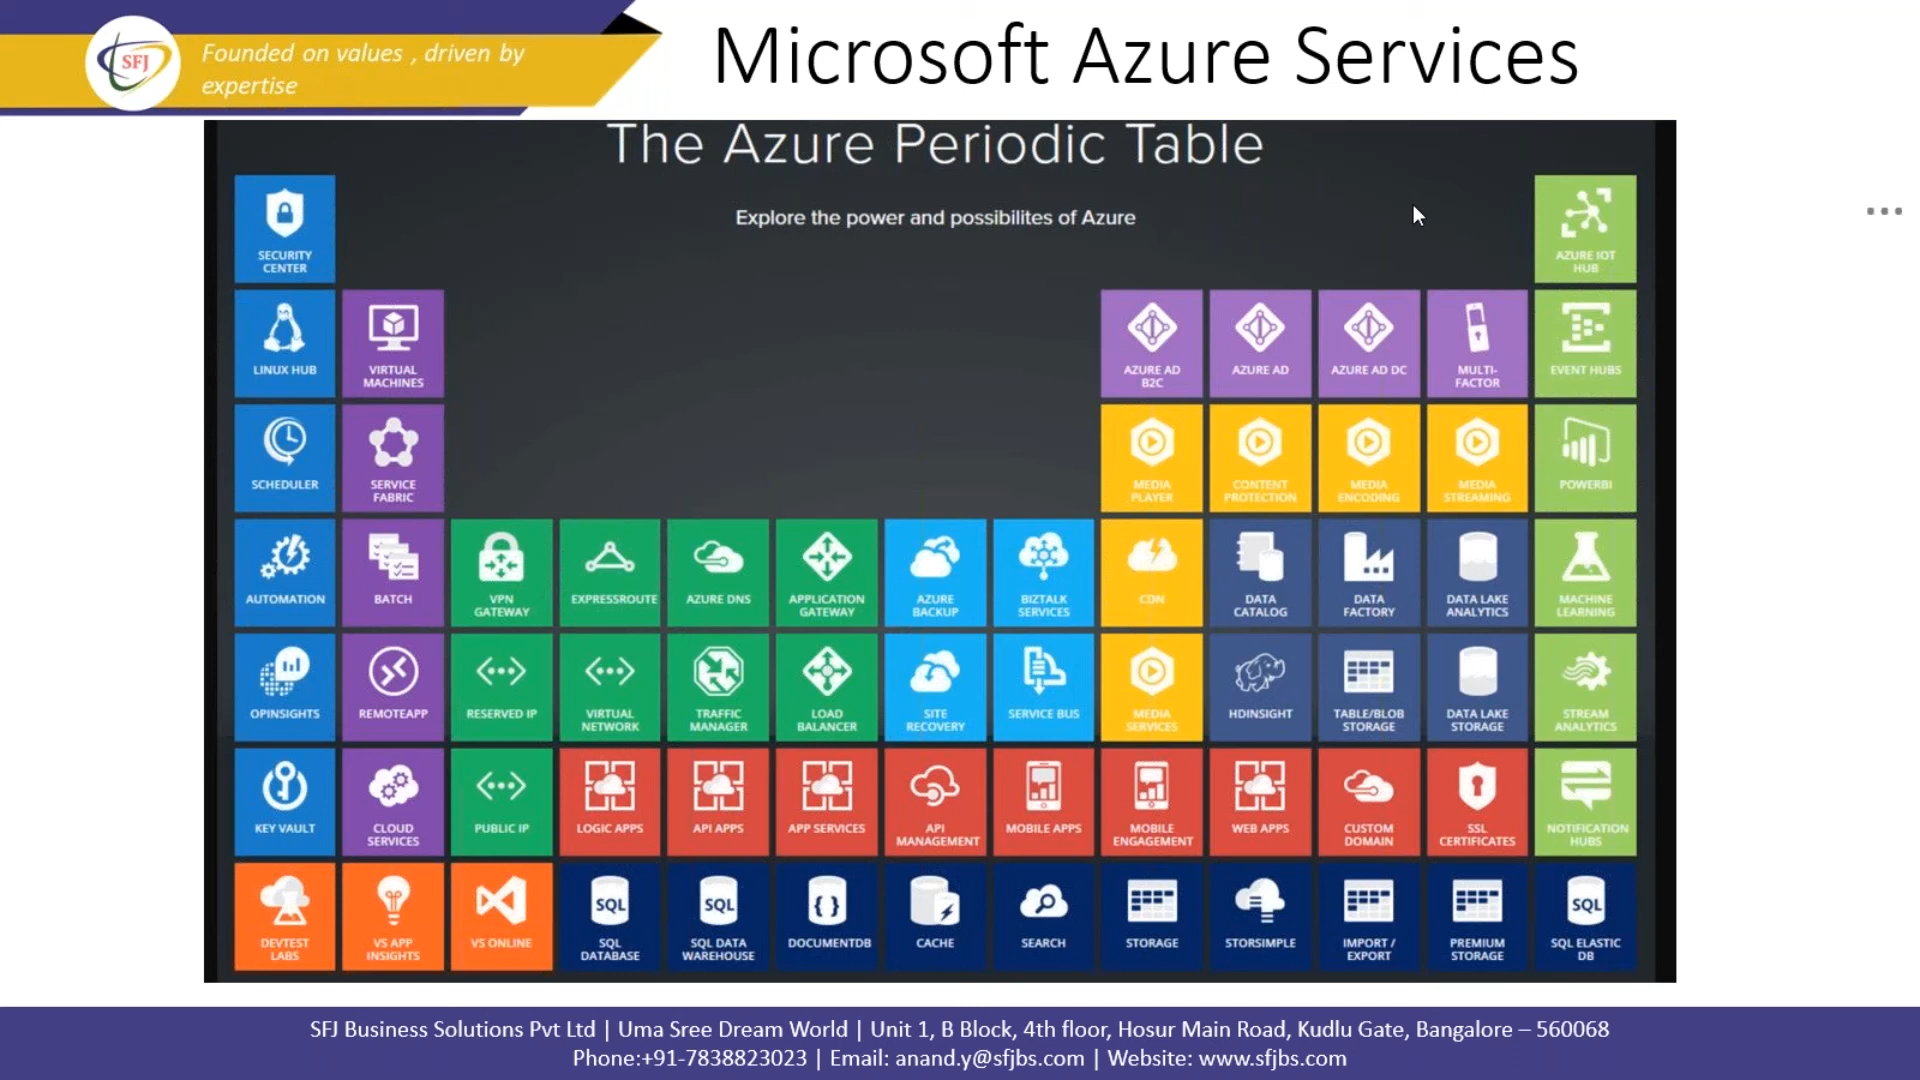 SFJ
Founded on values , driven by
expertise
Microsoft Azure Services
The Azure Periodic Table
Explore the power and possibilites of Azure
SECURITY
CENTER
AZURE IOT
HUB
LINUX HUB
VIRTUAL
MACHINES
AZURE AD
B2C
AZURE AD
AZURE AD DC
MULTI-
FACTOR
EVENT HUBS
SCHEDULER
SERVICE
FABRIC
MEDIA
PLAYER
CONTENT
PROTECTION
MEDIA
ENCODING
MEDIA
STREAMING
POWERBI
AUTOMATION
BATCH
VPN
GATEWAY
EXPRESSROUTE
AZURE DNS
APPLICATION
GATEWAY
AZURE
BACKUP
BIZTALK
SERVICES
CDN
DATA
CATALOG
DATA
FACTORY
DATA LAKE
ANALYTICS
MACHINE
LEARNING
OPINSIGHTS
REMOTEAPP
RESERVED IP
VIRTUAL
NETWORK
TRAFFIC
MANAGER
LOAD
BALANCER
SITE
RECOVERY
SERVICE BUS
MEDIA
SERVICES
HDINSIGHT
TABLE/BLOB
STORAGE
DATA LAKE
STORAGE
STREAM
ANALYTICS
KEY VAULT
CLOUD
SERVICES
PUBLIC IP
LOGIC APPS
API APPS
APP SERVICES
API
MANAGEMENT
MOBILE APPS
MOBILE
ENGAGEMENT
WEB APPS
CUSTOM
DOMAIN
SSL
CERTIFICATES
NOTIFICATION
HUBS
DEVTEST
LABS
VS APP
INSIGHTS
VS ONLINE
SQL
SQL
DATABASE
SQL
SQL DATA
WAREHOUSE
{ }
DOCUMENTDB
CACHE
SEARCH
STORAGE
STORSIMPLE
IMPORT /
EXPORT
PREMIUM
STORAGE
SQL
SQL ELASTIC
DB
SFJ Business Solutions Pvt Ltd | Uma Sree Dream World | Unit 1, B Block, 4th floor, Hosur Main Road, Kudlu Gate, Bangalore – 560068
Phone:+91-7838823023 | Email: anand.y@sfjbs.com | Website: www.sfjbs.com